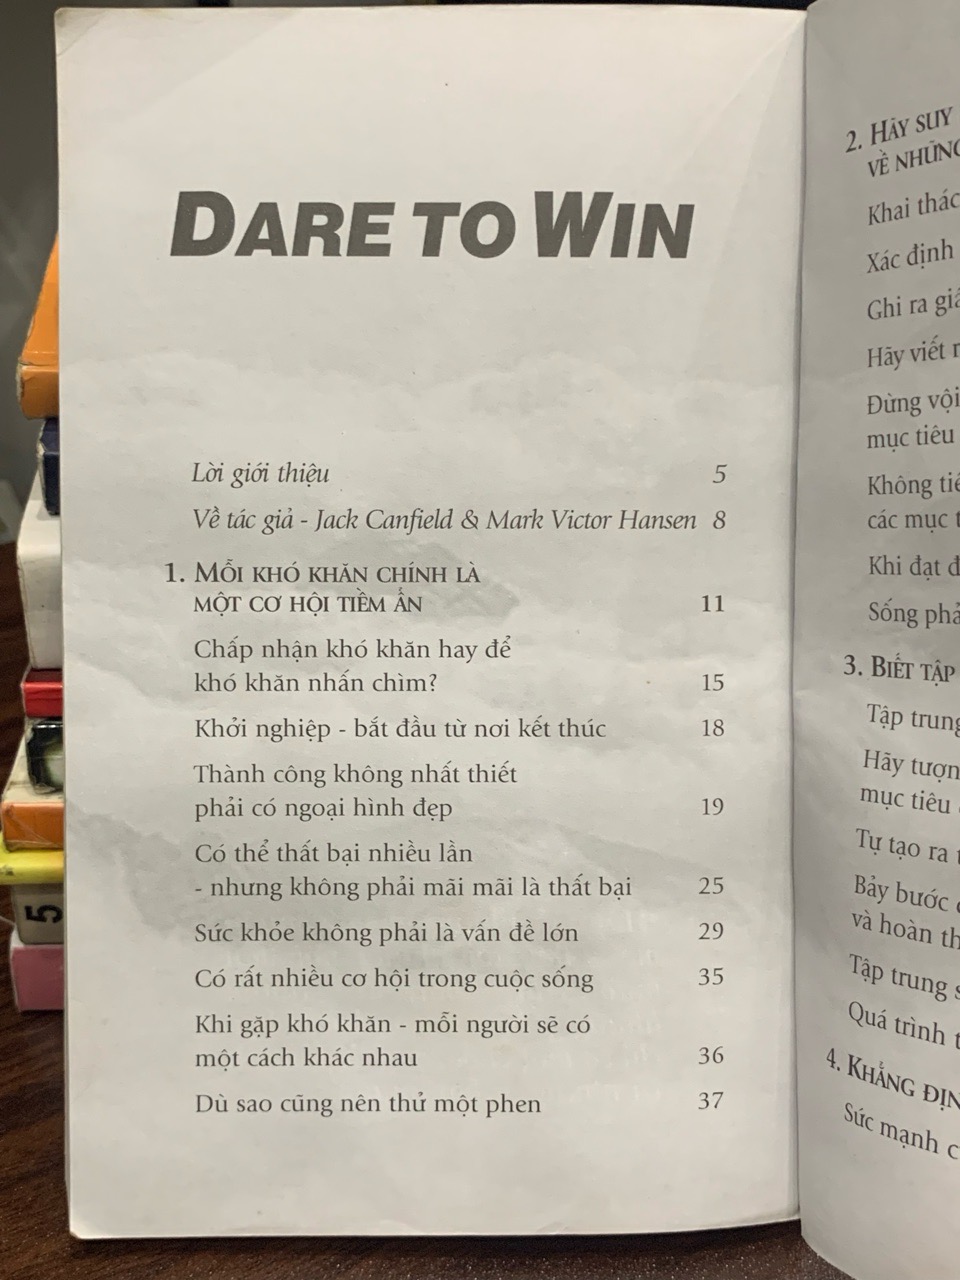 DARE TO WIN
Lời giới thiệu 5
Về tác giả - Jack Canfield & Mark Victor Hansen 8
1. MỖI KHÓ KHĂN CHÍNH LÀ
MỘT CƠ HỘI TIỀM ẨN 11
Chấp nhận khó khăn hay để
khó khăn nhấn chìm? 15
Khởi nghiệp - bắt đầu từ nơi kết thúc 18
Thành công không nhất thiết
phải có ngoại hình đẹp 19
Có thể thất bại nhiều lần
- nhưng không phải mãi mãi là thất bại 25
Sức khỏe không phải là vấn đề lớn 29
Có rất nhiều cơ hội trong cuộc sống 35
Khi gặp khó khăn - mỗi người sẽ có
một cách khác nhau 36
Dù sao cũng nên thử một phen 37
2. HÃY SUY
VỀ
Khai thác
Xác định
Ghi ra
Hãy viết
Đừng vội
mục tiêu
Không
các mục
Khi đạt
Sống
3. BIẾT TẬP
Tập trung
Hãy
mục tiêu
Tự tạo ra
Bảy bước
và hoàn
Tập trung
Quá trình
4. KHẲNG
Sức mạnh
5